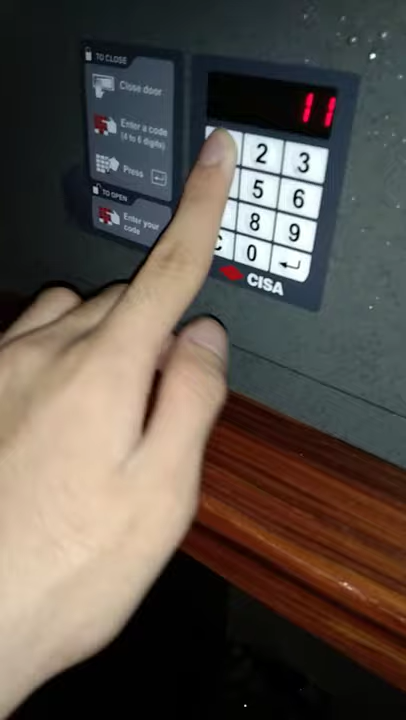 TO CLOSE
Close door
Enter a code
(4 to 6 digits)
Press
TO OPEN
Enter your
code
11
2 3
5 6
8 9
C 0
CISA